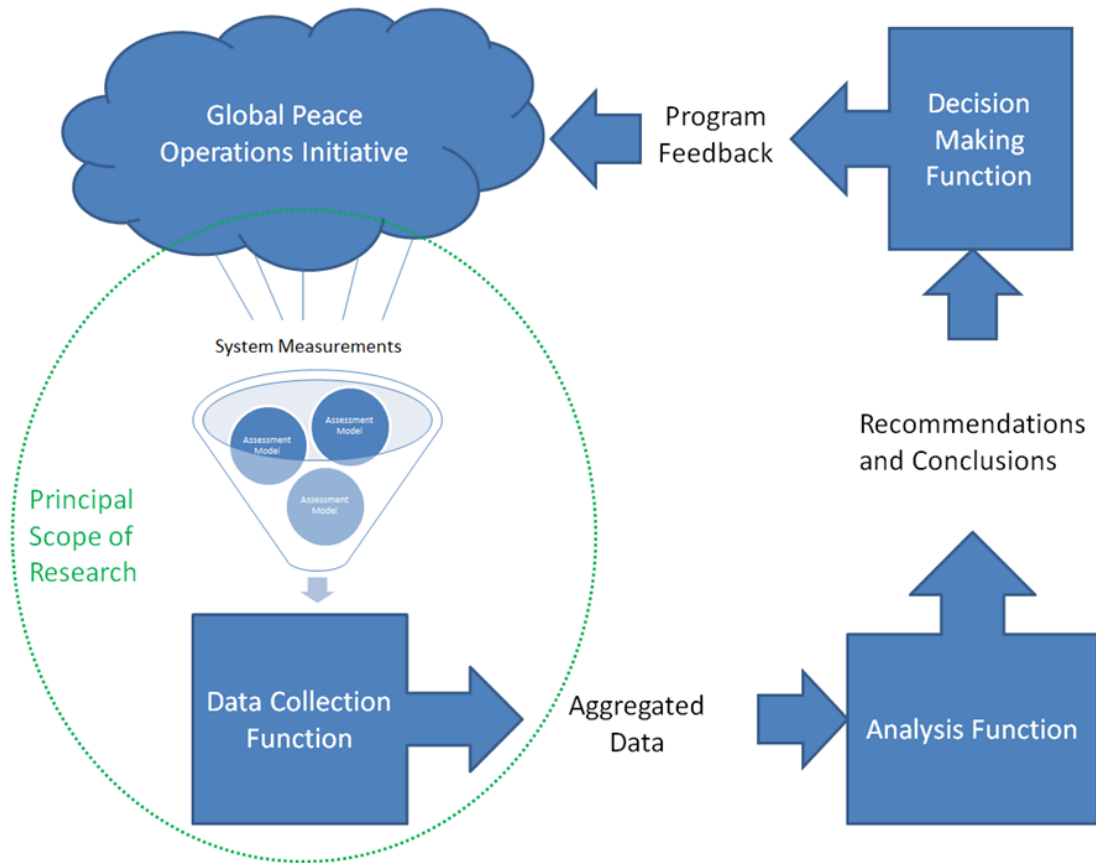 Global Peace
Operations Initiative
Program
Feedback
Decision
Making
Function
System Measurements
Assessment
Model
Assessment
Model
Assessment
Model
Recommendations
and Conclusions
Principal
Scope of
Research
Data Collection
Function
Aggregated
Data
Analysis Function